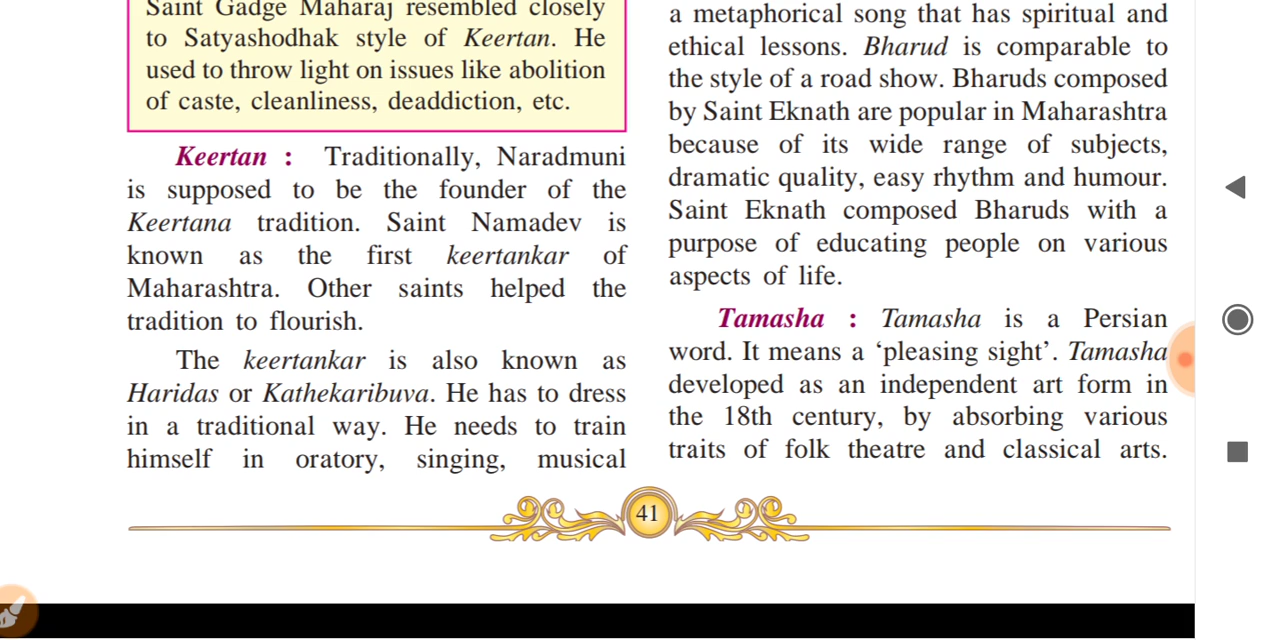 Saint Gadge Maharaj resembled closely
to Satyashodhak style of Keertan. He
used to throw light on issues like abolition
of caste, cleanliness, deaddiction, etc.
Keertan : Traditionally, Naradmuni
is supposed to be the founder of the
Keertana tradition. Saint Namadev is
known as the first keertankar of
Maharashtra. Other saints helped the
tradition to flourish.
The keertankar is also known as
Haridas or Kathekaribuva. He has to dress
in a traditional way. He needs to train
himself in oratory, singing, musical
a metaphorical song that has spiritual and
ethical lessons. Bharud is comparable to
the style of a road show. Bharuds composed
by Saint Eknath are popular in Maharashtra
because of its wide range of subjects,
dramatic quality, easy rhythm and humour.
Saint Eknath composed Bharuds with a
purpose of educating people on various
aspects of life.
Tamasha : Tamasha is a Persian
word. It means a ‘pleasing sight’. Tamasha
developed as an independent art form in
the 18th century, by absorbing various
traits of folk theatre and classical arts.
41